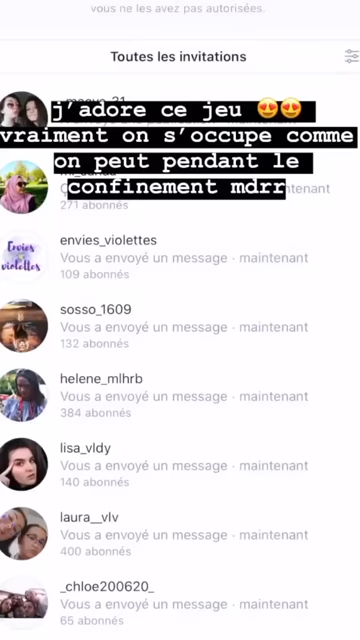 vous ne les avez pas autorisées.
Toutes les invitations
j'adore ce jeu 😍😍
vraiment on s'occupe comme
on peut pendant le
confinement mdrr
maintenant
271 abonnés
Envies
violettes
envies_violettes
Vous a envoyé un message · maintenant
109 abonnés
sosso_1609
Vous a envoyé un message · maintenant
132 abonnés
helene_mlhrb
Vous a envoyé un message · maintenant
384 abonnés
lisa_vldy
Vous a envoyé un message · maintenant
140 abonnés
laura__vlv
Vous a envoyé un message · maintenant
400 abonnés
_chloe200620_
Vous a envoyé un message · maintenant
65 abonnés